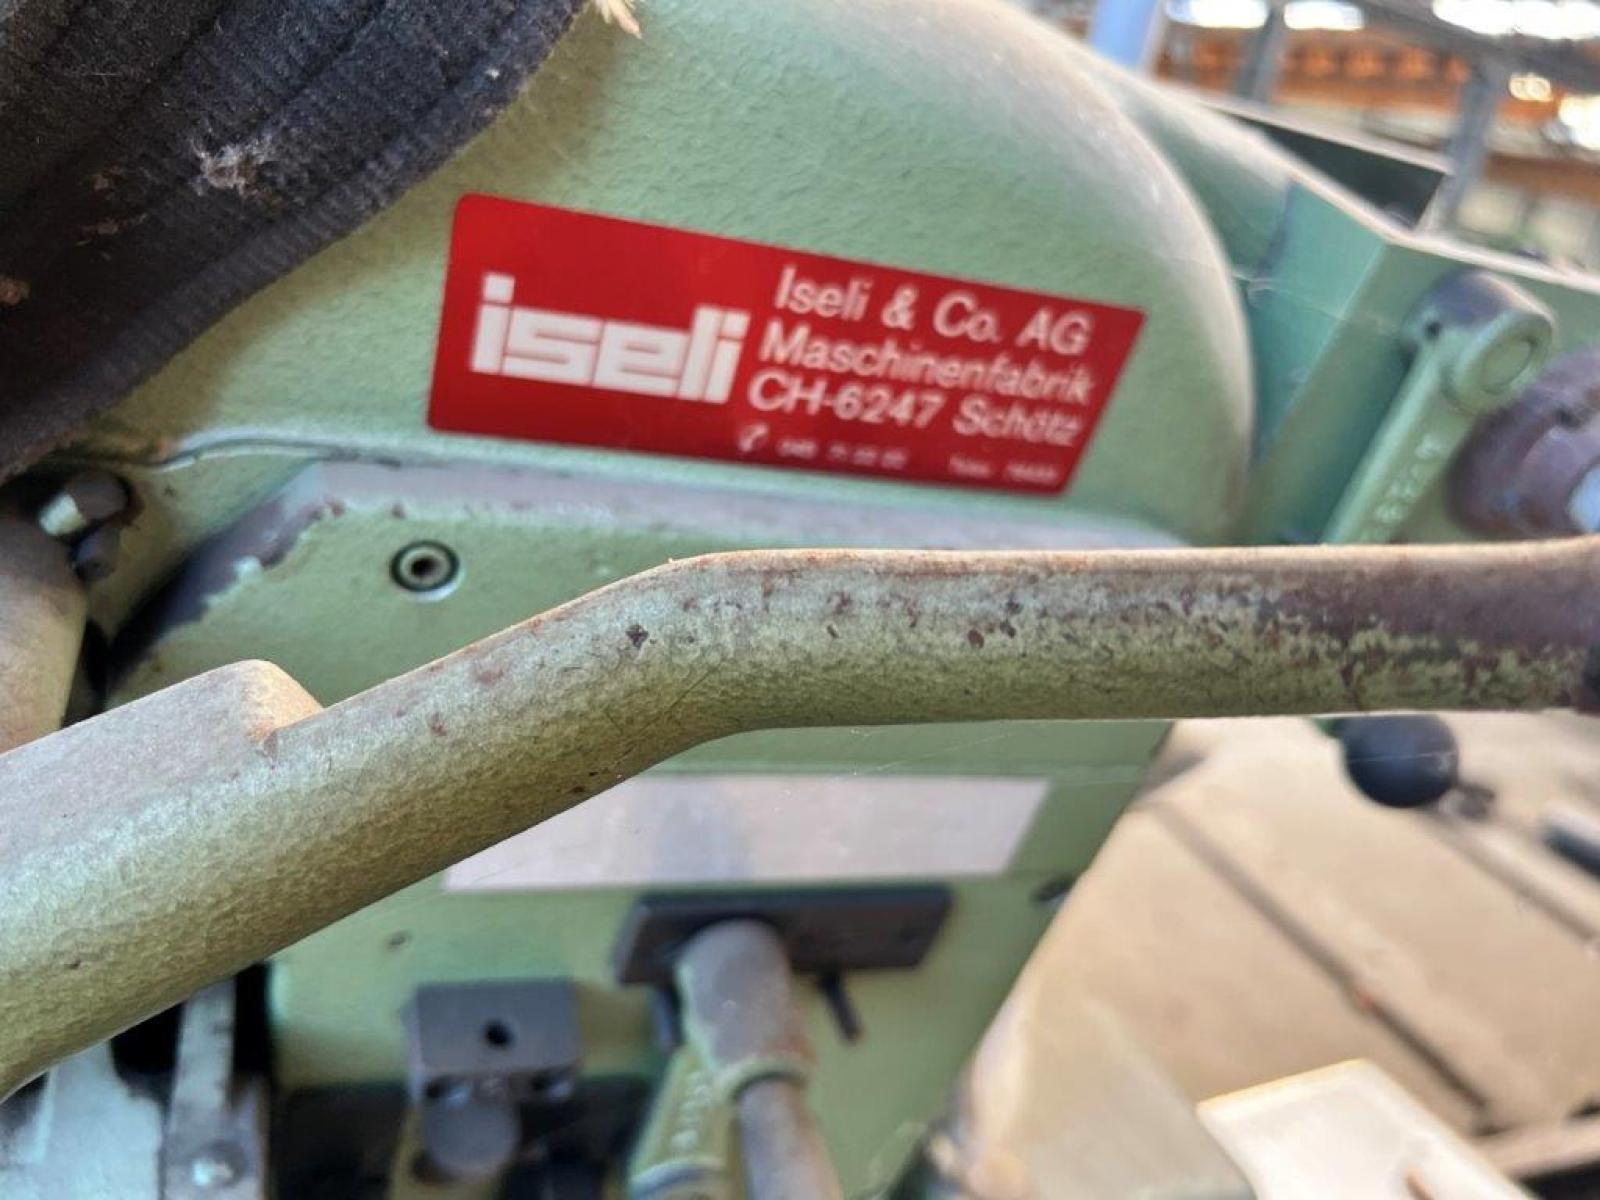 iseli
Iseli & Co. AG
Maschinenfabrik
CH-6247 Schötz